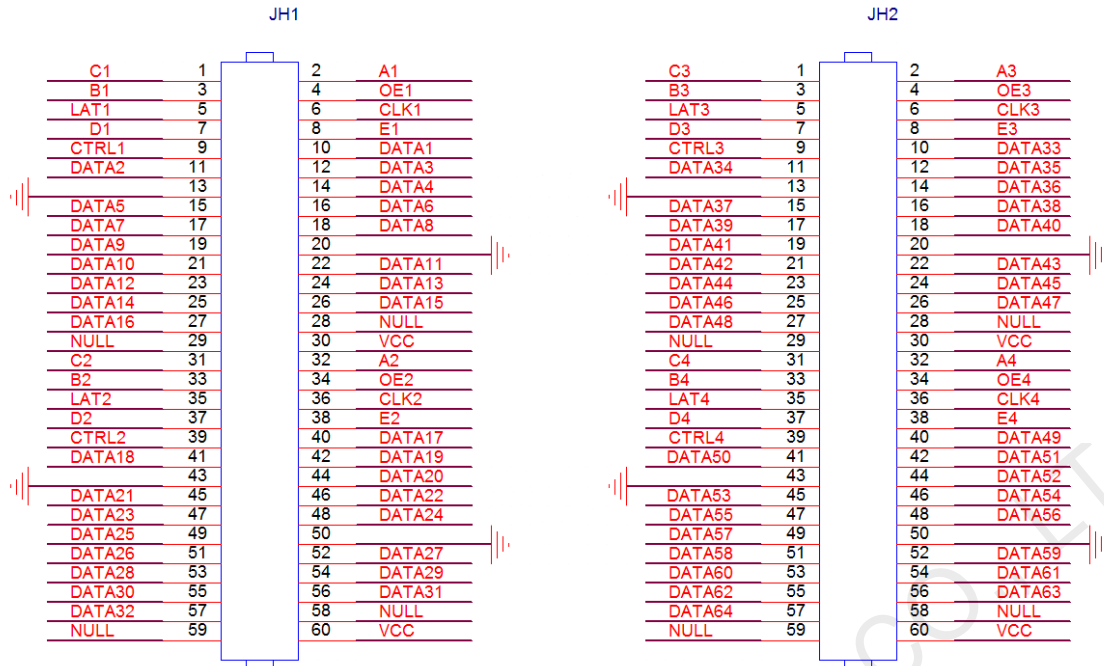 JH1 JH2
C1 1 2 A1 C3 1 2 A3
B1 3 4 OE1 B3 3 4 OE3
LAT1 5 6 CLK1 LAT3 5 6 CLK3
D1 7 8 E1 D3 7 8 E3
CTRL1 9 10 DATA1 CTRL3 9 10 DATA33
DATA2 11 12 DATA3 DATA34 11 12 DATA35
13 14 DATA4 13 14 DATA36
DATA5 15 16 DATA6 DATA37 15 16 DATA38
DATA7 17 18 DATA8 DATA39 17 18 DATA40
DATA9 19 20 DATA41 19 20
DATA10 21 22 DATA11 DATA42 21 22 DATA43
DATA12 23 24 DATA13 DATA44 23 24 DATA45
DATA14 25 26 DATA15 DATA46 25 26 DATA47
DATA16 27 28 NULL DATA48 27 28 NULL
NULL 29 30 VCC NULL 29 30 VCC
C2 31 32 A2 C4 31 32 A4
B2 33 34 OE2 B4 33 34 OE4
LAT2 35 36 CLK2 LAT4 35 36 CLK4
D2 37 38 E2 D4 37 38 E4
CTRL2 39 40 DATA17 CTRL4 39 40 DATA49
DATA18 41 42 DATA19 DATA50 41 42 DATA51
43 44 DATA20 43 44 DATA52
DATA21 45 46 DATA22 DATA53 45 46 DATA54
DATA23 47 48 DATA24 DATA55 47 48 DATA56
DATA25 49 50 DATA57 49 50
DATA26 51 52 DATA27 DATA58 51 52 DATA59
DATA28 53 54 DATA29 DATA60 53 54 DATA61
DATA30 55 56 DATA31 DATA62 55 56 DATA63
DATA32 57 58 NULL DATA64 57 58 NULL
NULL 59 60 VCC NULL 59 60 VCC